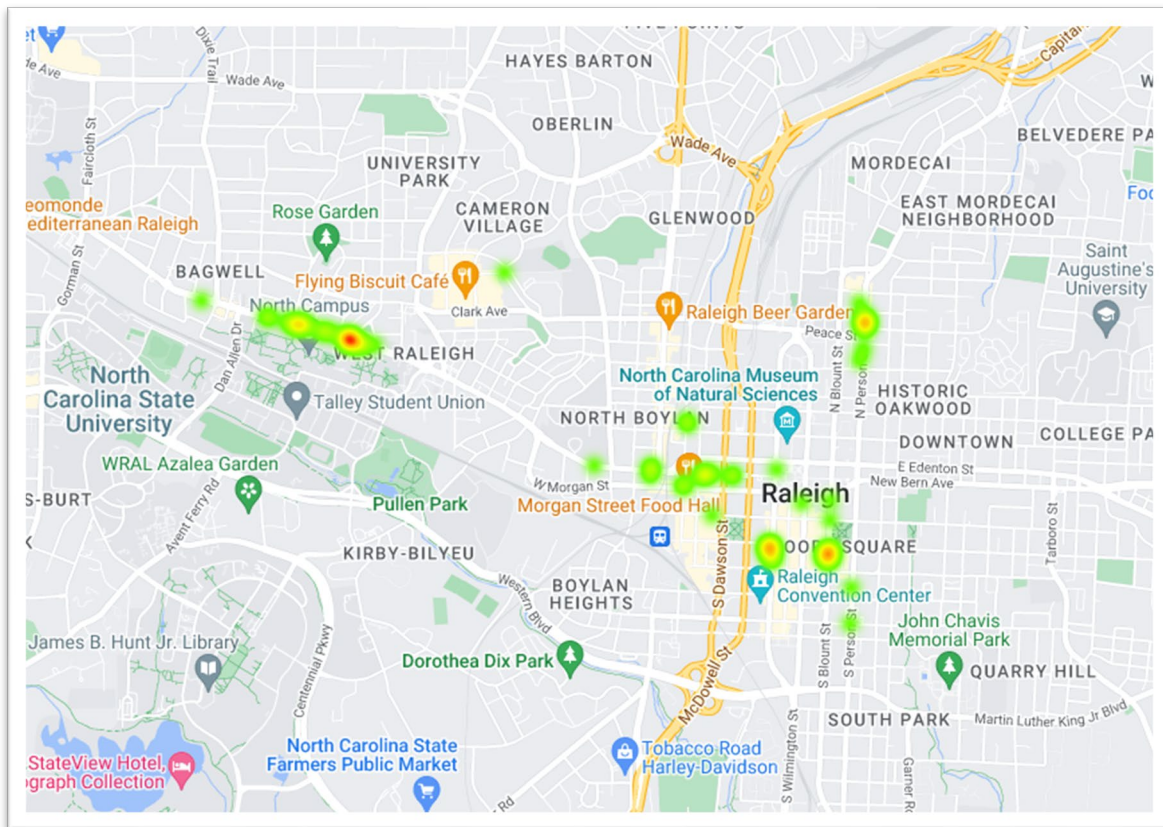 Dixie Trail
HAYES BARTON
Capital
Wade Ave
OBERLIN
Wade Ave
BELVEDERE PA
Faircloth St
UNIVERSITY
PARK
MORDECAI
eomonde
editerranean Raleigh
Rose Garden
CAMERON
VILLAGE
GLENWOOD
EAST MORDECAI
NEIGHBORHOOD
Foo
Gorman St
BAGWELL
Flying Biscuit Café
Saint
Augustine's
University
North Campus
Clark Ave
Raleigh Beer Garden
Peace St
WEST RALEIGH
Dan Allen Dr
North
Carolina State
University
Talley Student Union
North Carolina Museum
of Natural Sciences
N Blount St
N Person
HISTORIC
OAKWOOD
NORTH BOYLAN
DOWNTOWN
COLLEGE PA
WRAL Azalea Garden
E Edenton St
New Bern Ave
S-BURT
Avent Ferry Rd
Pullen Park
W Morgan St
Morgan Street Food Hall
Raleigh
Tarboro St
KIRBY-BILYEU
OORE SQUARE
S Dawson St
Western Blvd
BOYLAN
HEIGHTS
Raleigh
Convention Center
James B. Hunt Jr. Library
Centennial Pkwy
Dorothea Dix Park
S Blount St
S Person St
John Chavis
Memorial Park
QUARRY HILL
McDowell St
SOUTH PARK
Martin Luther King Jr Blvd
StateView Hotel,
ograph Collection
North Carolina State
Farmers Public Market
Tobacco Road
Harley-Davidson
S Wilmington St
Garner R
Rd